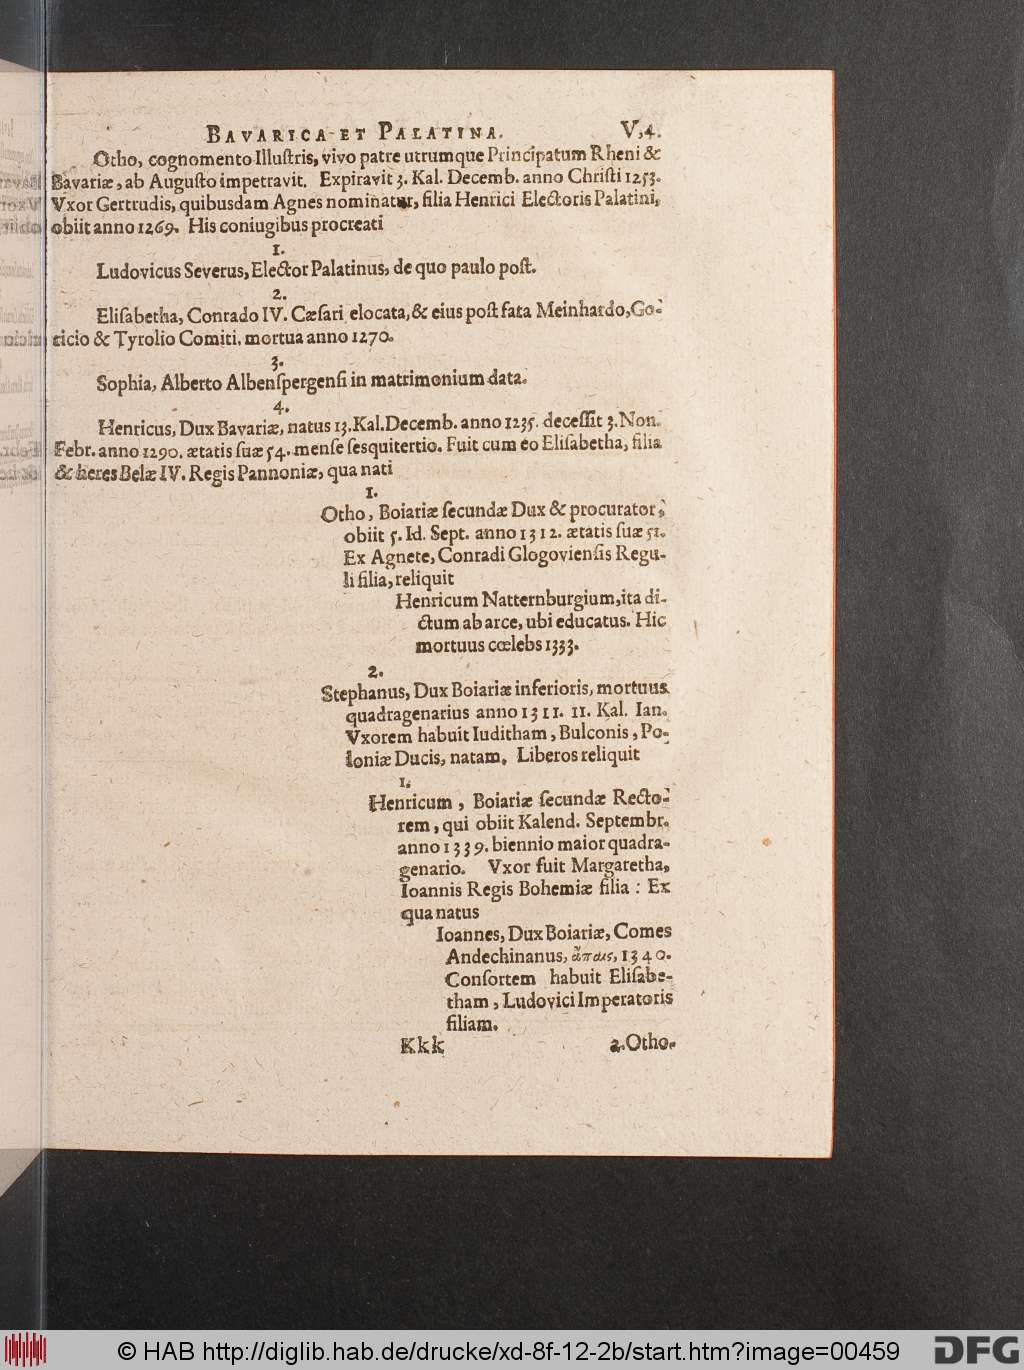 BAVARICA ET PALATINA. V,4.
Otho, cognomento Illuſtris, vivo patre utrumque Principatum Rheni &
Bavariæ, ab Auguſto impetravit. Expiravit 3. Kal. Decemb. anno Chriſti 1253.
Vxor Gertrudis, quibusdam Agnes nominatur, filia Henrici Electoris Palatini,
obiit anno 1269. His coniugibus procreati
1.
Ludovicus Severus, Elector Palatinus, de quo paulo poſt.
2.
Eliſabetha, Conrado IV. Cæſari elocata, & eius poſt fata Meinhardo, Go-
ricio & Tyrolio Comiti, mortua anno 1270.
3.
Sophia, Alberto Albenſpergenſi in matrimonium data.
4.
Henricus, Dux Bavariæ, natus 13. Kal. Decemb. anno 1235. deceſſit 3. Non.
Febr. anno 1290. ætatis ſuæ 54. menſe ſesquitertio. Fuit cum eo Eliſabetha, filia
& heres Belæ IV. Regis Pannoniæ, qua nati
1.
Otho, Boiariæ ſecundæ Dux & procurator,
obiit 5. Id. Sept. anno 1312. ætatis ſuæ 51.
Ex Agnete, Conradi Glogovienſis Regu-
li filia, reliquit
Henricum Natternburgium, ita di-
ctum ab arce, ubi educatus. Hic
mortuus cœlebs 1333.
2.
Stephanus, Dux Boiariæ inferioris, mortuus
quadragenarius anno 1311. 11. Kal. Ian.
Vxorem habuit Iuditham, Bulconis, Po-
loniæ Ducis, natam. Liberos reliquit
1.
Henricum, Boiariæ ſecundæ Recto-
rem, qui obiit Kalend. Septembr.
anno 1339. biennio maior quadra-
genario. Vxor fuit Margaretha,
Ioannis Regis Bohemiæ filia: Ex
qua natus
Ioannes, Dux Boiariæ, Comes
Andechinanus, ἄπαις, 1340.
Conſortem habuit Eliſabe-
tham, Ludovici Imperatoris
filiam.
Kkk 2. Otho.
© HAB http://diglib.hab.de/drucke/xd-8f-12-2b/start.htm?image=00459
DFG